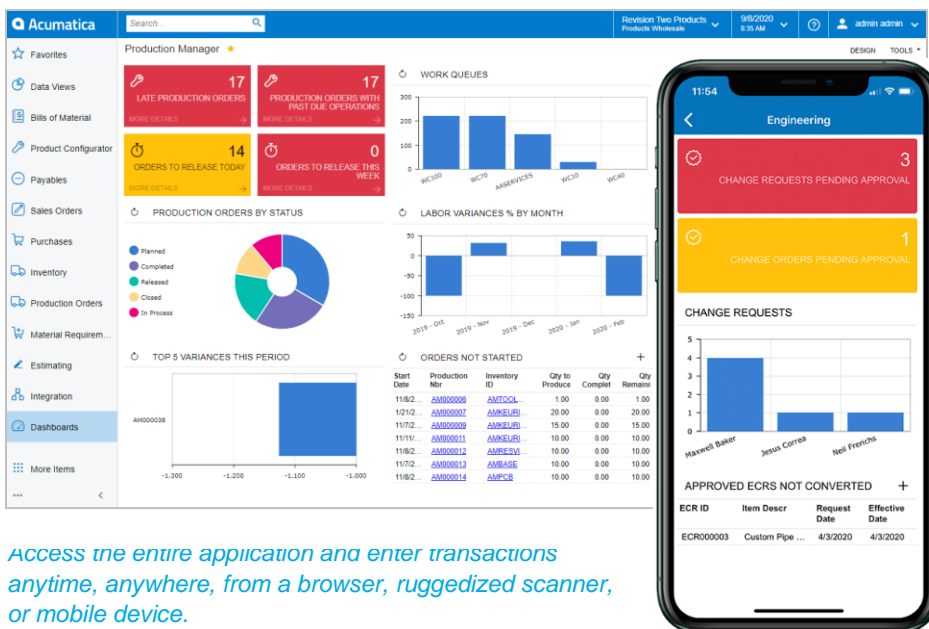 Acumatica
Search...
Revision Two Products
Products Wholesale
9/8/2020
8:35 AM
admin admin
Favorites
Data Views
Bills of Material
Product Configurator
Payables
Sales Orders
Purchases
Inventory
Production Orders
Material Requirem...
Estimating
Integration
Dashboards
More Items
Production Manager
DESIGN TOOLS
17
LATE PRODUCTION ORDERS
MORE DETAILS
17
PRODUCTION ORDERS WITH
PAST DUE OPERATIONS
MORE DETAILS
14
ORDERS TO RELEASE TODAY
MORE DETAILS
0
ORDERS TO RELEASE THIS
WEEK
MORE DETAILS
WORK QUEUES
300
200
100
0
WC100 WC70 AASERVICES WC10 WC40
PRODUCTION ORDERS BY STATUS
Planned
Completed
Released
Closed
In Process
LABOR VARIANCES % BY MONTH
50
0
-50
-100
-150
2019 - Oct 2019 - Nov 2019 - Dec 2020 - Jan 2020 - Feb
TOP 5 VARIANCES THIS PERIOD
AM000038
-1,300 -1,200 -1,100 -1,000
ORDERS NOT STARTED
Start Production Inventory Qty to Qty Qty
Date Nbr ID Produce Complet Remaini
11/8/2... AM000006 AMTOOL... 1.00 0.00 1.00
1/21/2... AM000007 AMKEURI... 20.00 0.00 20.00
11/7/2... AM000009 AMKEURI... 15.00 0.00 15.00
11/11/... AM000011 AMKEURI... 10.00 0.00 10.00
11/8/2... AM000012 AMRESVI... 10.00 0.00 10.00
11/7/2... AM000013 AMBASE 10.00 0.00 10.00
11/8/2... AM000014 AMPCB 10.00 0.00 10.00
11:54
Engineering
3
CHANGE REQUESTS PENDING APPROVAL
1
CHANGE ORDERS PENDING APPROVAL
CHANGE REQUESTS
5
4
3
2
1
0
Maxwell Baker Jesus Correa Neil Frerichs
APPROVED ECRS NOT CONVERTED
ECR ID Item Descr Request Effective
Date Date
ECR000003 Custom Pipe ... 4/3/2020 4/3/2020
Access the entire application and enter transactions
anytime, anywhere, from a browser, ruggedized scanner,
or mobile device.